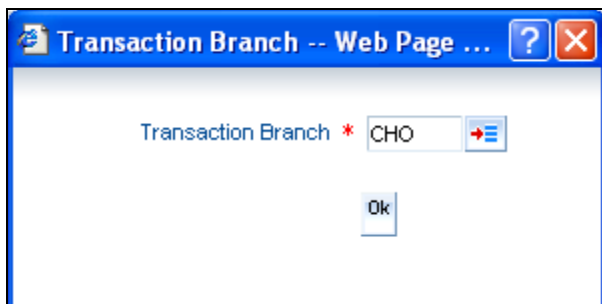 Transaction Branch -- Web Page ...
Transaction Branch * CHO
Ok